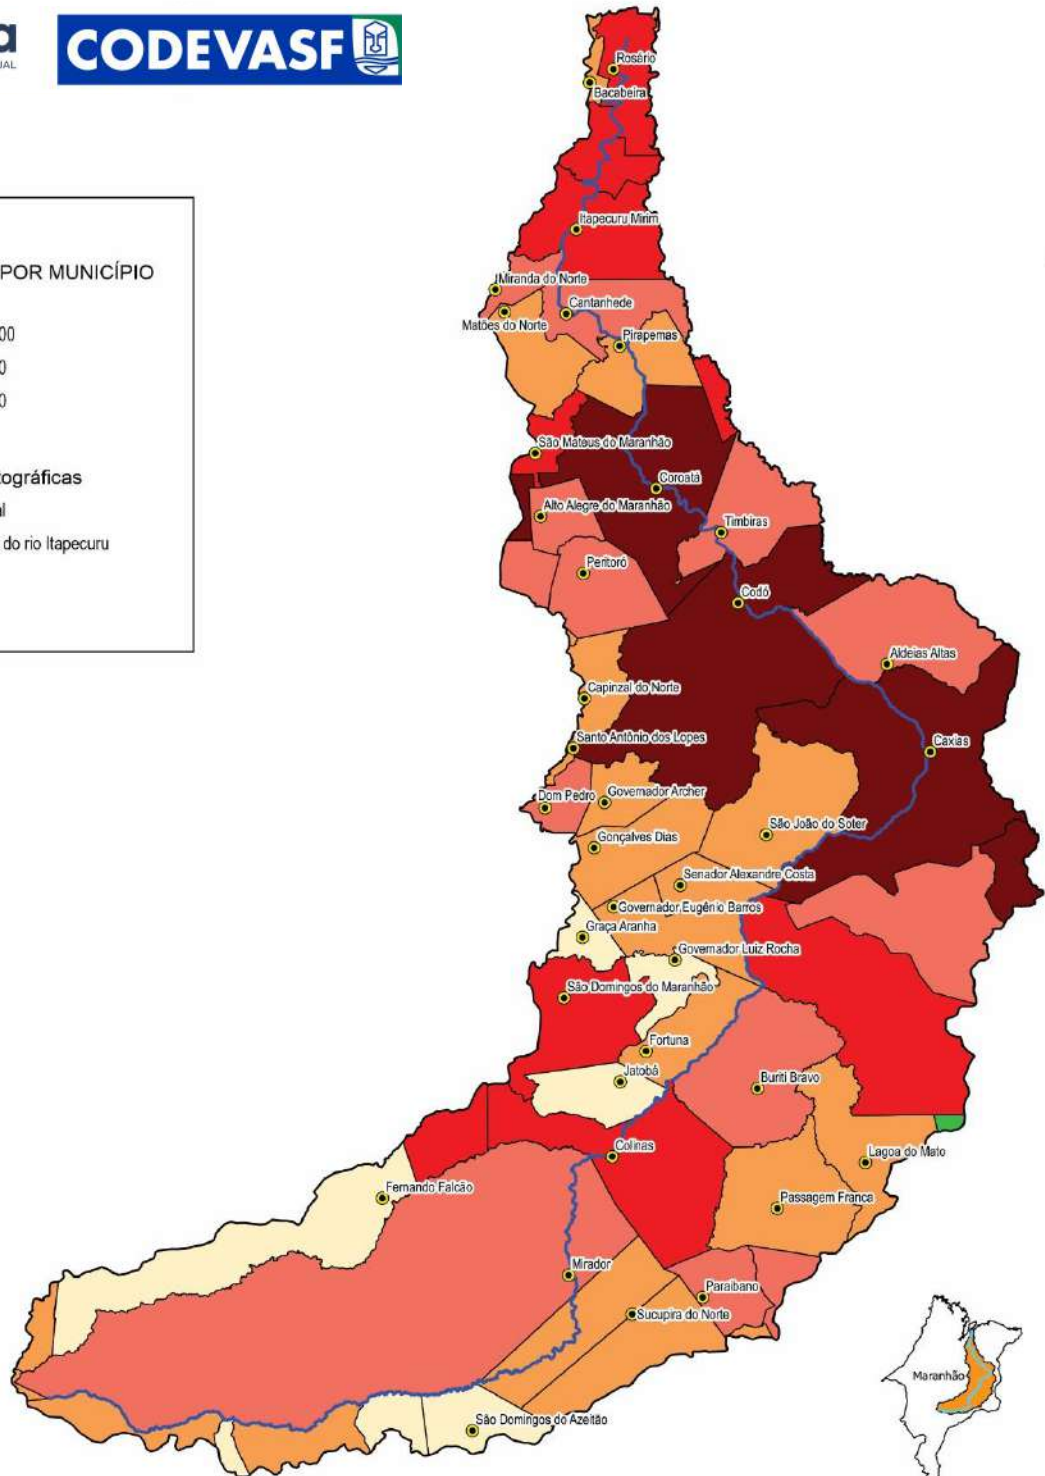 a
UAL
CODEVASF
POR MUNICÍPIO
00
0
0
tográficas
al
do rio Itapecuru
Rosário
Bacabeira
Itapecuru Mirim
Miranda do Norte
Cantanhede
Matões do Norte
Pirapemas
São Mateus do Maranhão
Coroatá
Alto Alegre do Maranhão
Timbiras
Peritoró
Codó
Aldeias Altas
Capinzal do Norte
Santo Antônio dos Lopes
Caxias
Dom Pedro
Governador Archer
São João do Soter
Gonçalves Dias
Senador Alexandre Costa
Governador Eugênio Barros
Graça Aranha
Governador Luiz Rocha
São Domingos do Maranhão
Fortuna
Jatobá
Buriti Bravo
Colinas
Lagoa do Mato
Fernando Falcão
Passagem Franca
Mirador
Paraibano
Sucupira do Norte
Maranhão
São Domingos do Azeitão